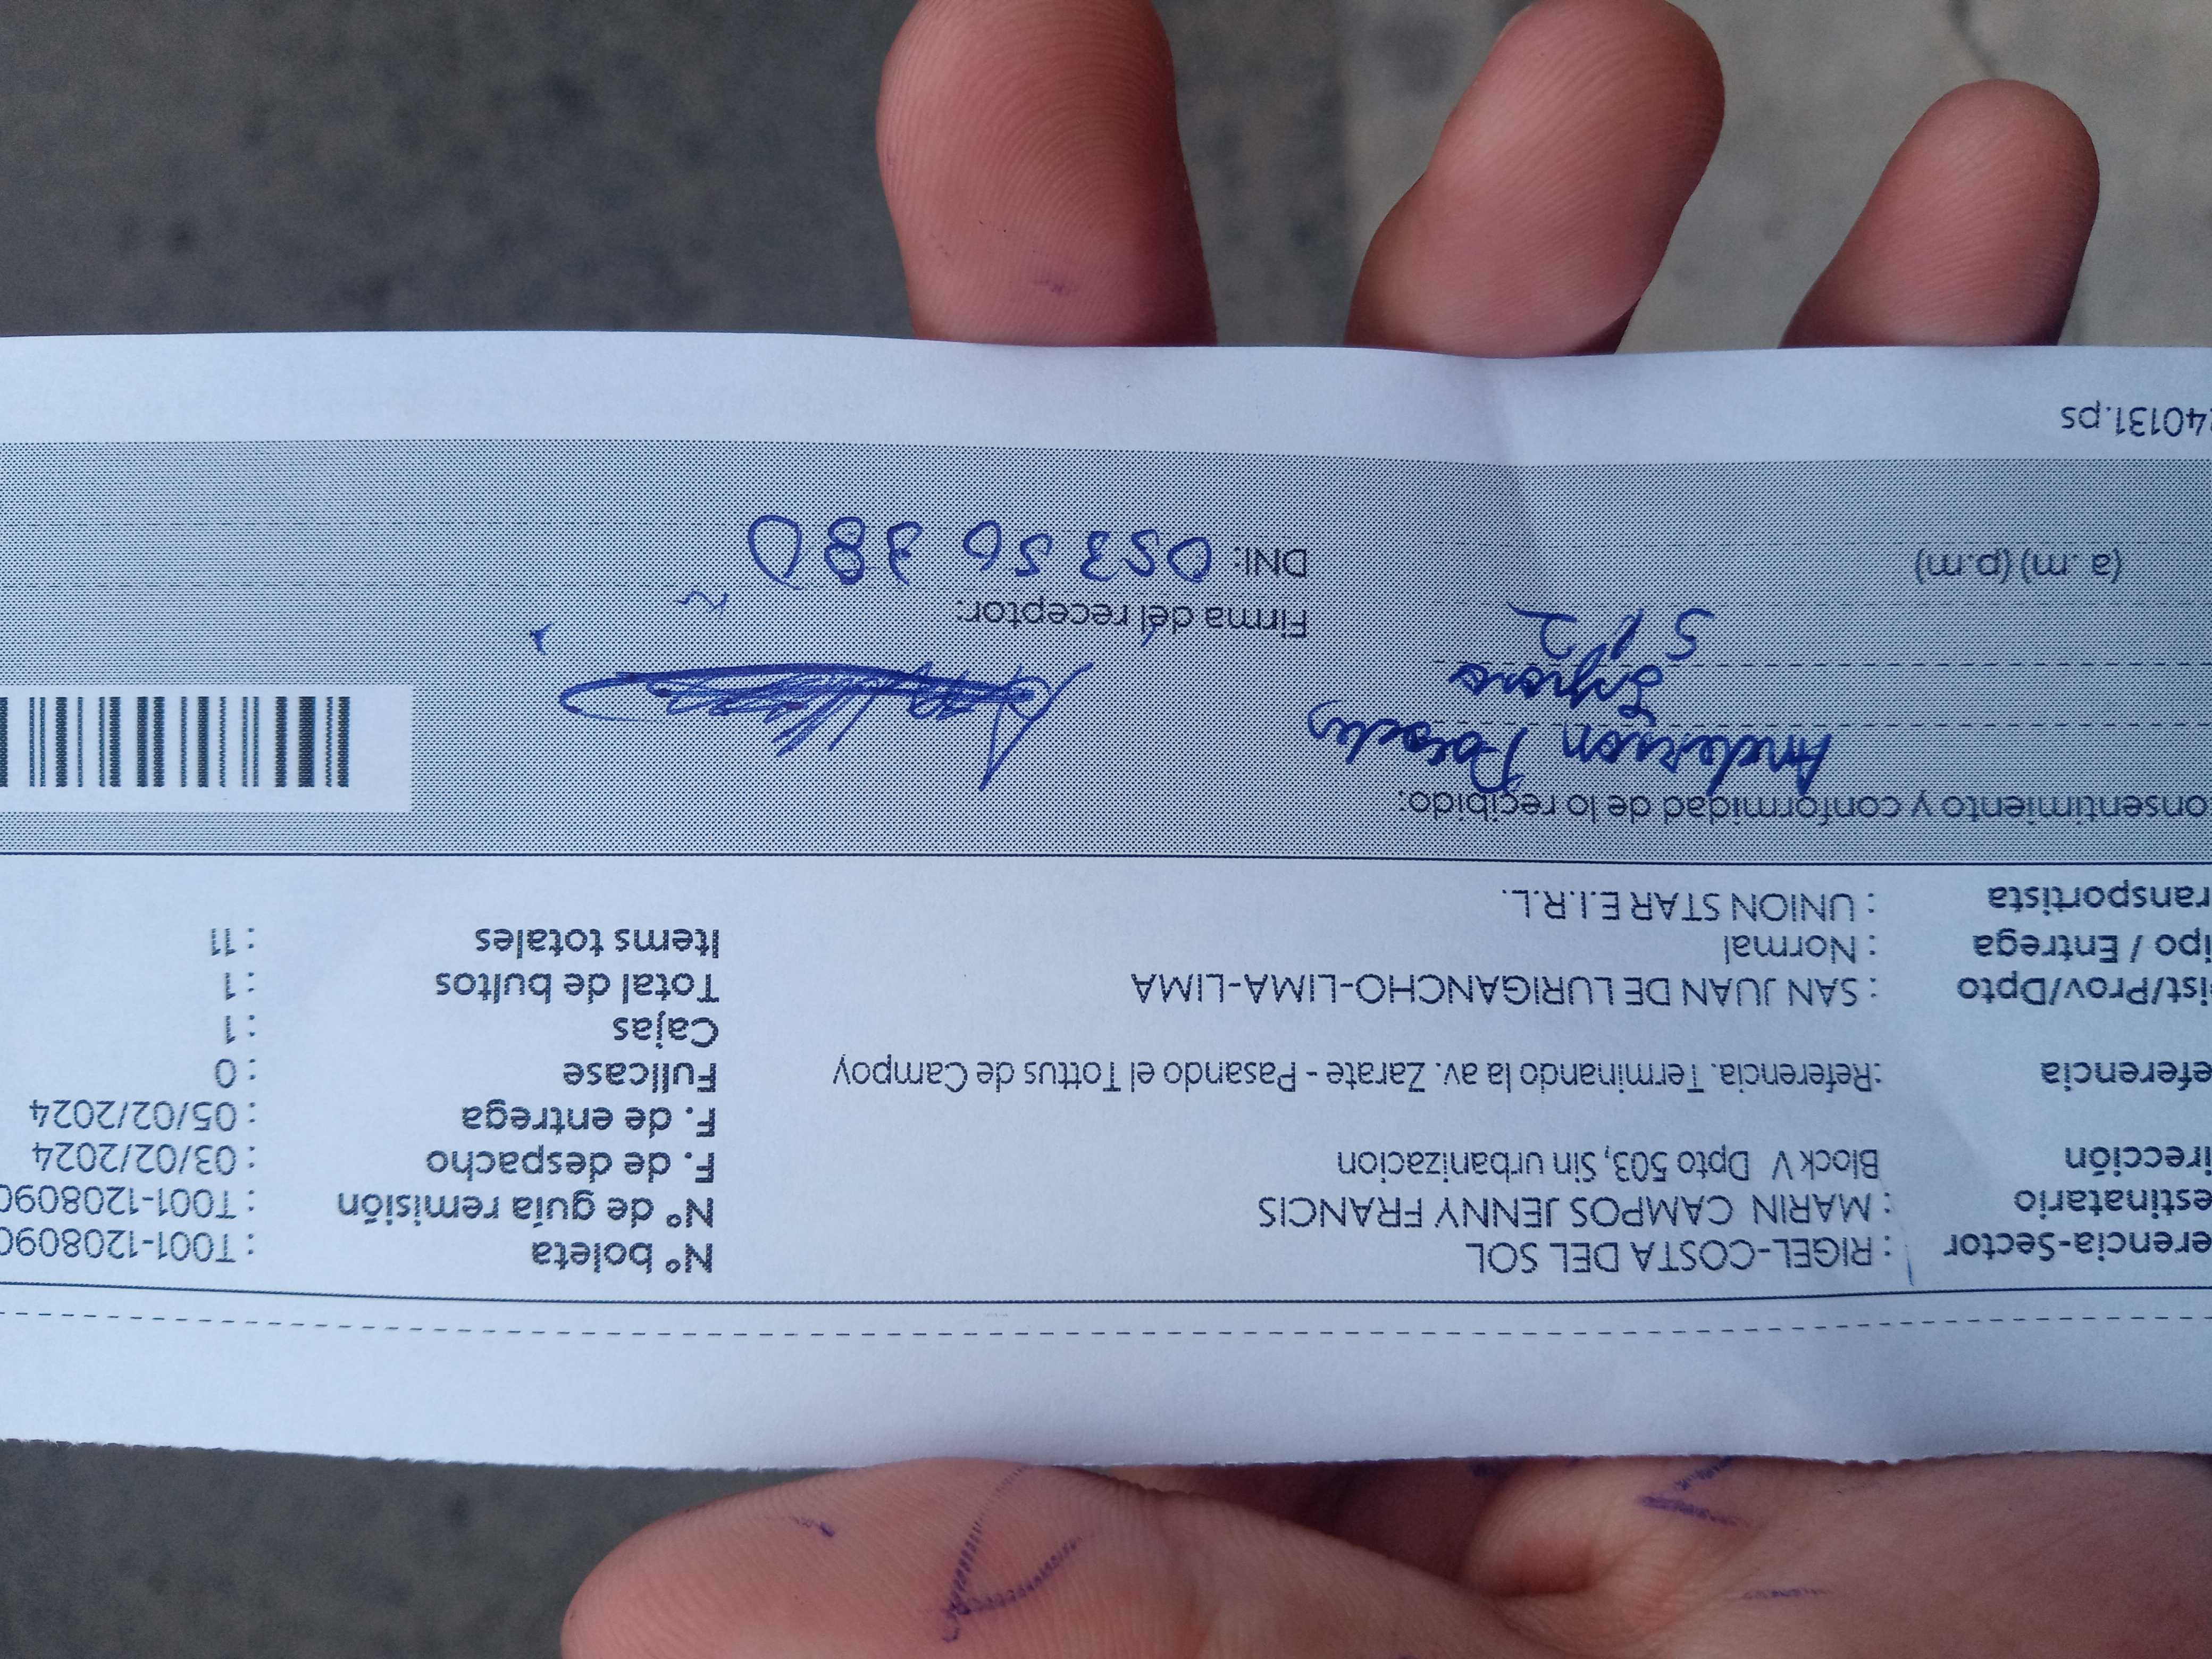 erencia-Sector : RIGEL-COSTA DEL SOL
estinatario : MARIN CAMPOS JENNY FRANCIS
irección Block V Dpto 503, Sin urbanizacion
eferencia :Referencia. Terminando la av. Zarate - Pasando el Tottus de Campoy
ist/Prov/Dpto : SAN JUAN DE LURIGANCHO-LIMA-LIMA
ipo / Entrega : Normal
ransportista : UNION STAR E.I.R.L.
N° boleta : T001-1208090
N° de guía remisión : T001-1208090
F. de despacho : 03/02/2024
F. de entrega : 05/02/2024
Fullcase : 0
Cajas : 1
Total de bultos : 1
Items totales : 11
onsentimiento y conformidad de lo recibido:
Anderson
Esposo
Firma del receptor:
(a .m) (p.m)
DNI:
40131.ps